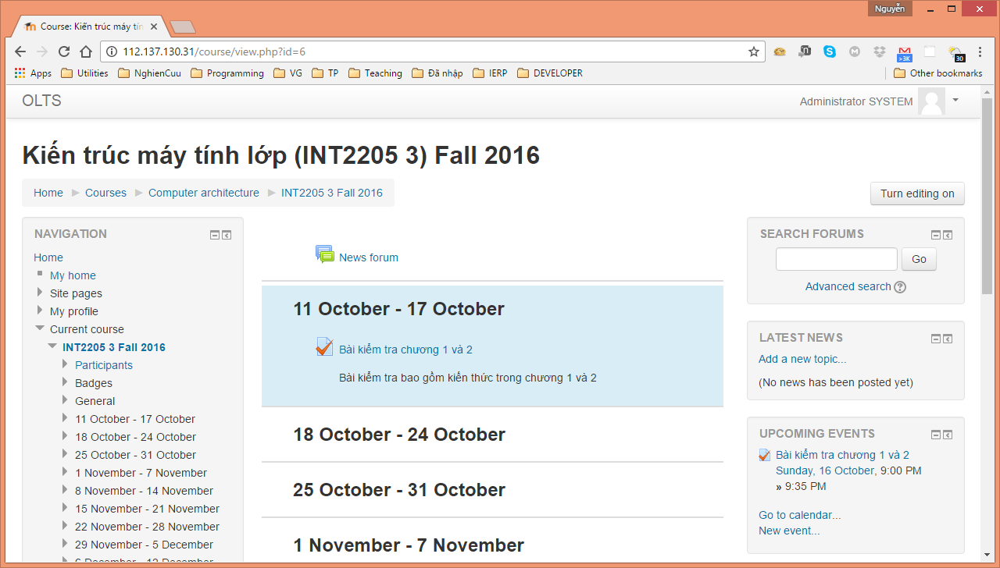 Nguyễn
Course: Kiến trúc máy tín
112.137.130.31/course/view.php?id=6
>3K
30
Apps
Utilities
NghienCuu
Programming
VG
TP
Teaching
Đã nhập
IERP
DEVELOPER
Other bookmarks
OLTS
Administrator SYSTEM
Kiến trúc máy tính lớp (INT2205 3) Fall 2016
Home ► Courses ► Computer architecture ► INT2205 3 Fall 2016
Turn editing on
NAVIGATION
Home
My home
Site pages
My profile
Current course
INT2205 3 Fall 2016
Participants
Badges
General
11 October - 17 October
18 October - 24 October
25 October - 31 October
1 November - 7 November
8 November - 14 November
15 November - 21 November
22 November - 28 November
29 November - 5 December
6 December - 12 December
News forum
11 October - 17 October
Bài kiểm tra chương 1 và 2
Bài kiểm tra bao gồm kiến thức trong chương 1 và 2
18 October - 24 October
25 October - 31 October
1 November - 7 November
SEARCH FORUMS
Go
Advanced search ?
LATEST NEWS
Add a new topic...
(No news has been posted yet)
UPCOMING EVENTS
Bài kiểm tra chương 1 và 2
Sunday, 16 October, 9:00 PM
» 9:35 PM
Go to calendar...
New event...